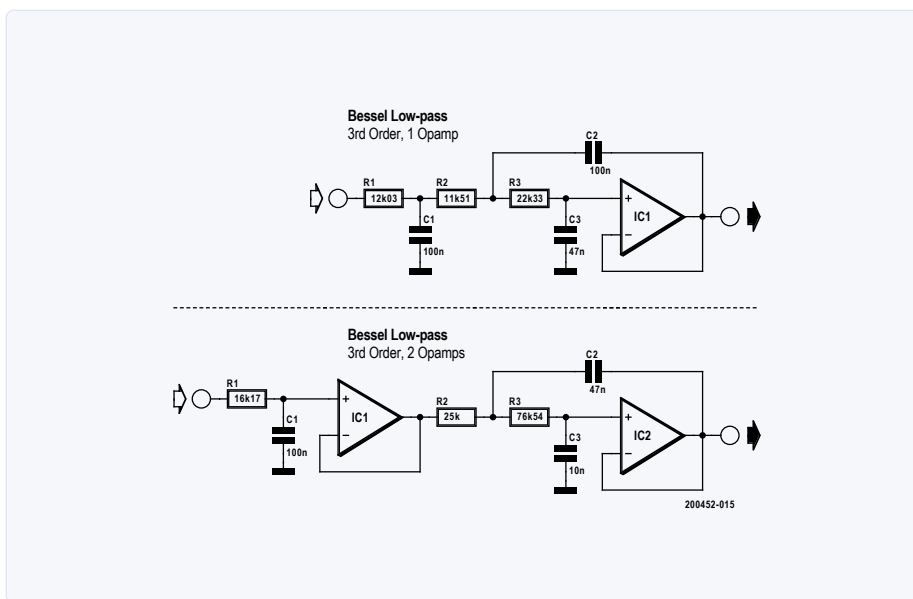 Bessel Low-pass
3rd Order, 1 Opamp
C2
100n
R1
12k03
R2
11k51
R3
22k33
C1
100n
C3
47n
+
IC1
−
Bessel Low-pass
3rd Order, 2 Opamps
C2
47n
R1
16k17
C1
100n
+
IC1
−
R2
25k
R3
76k54
C3
10n
+
IC2
−
200452-015